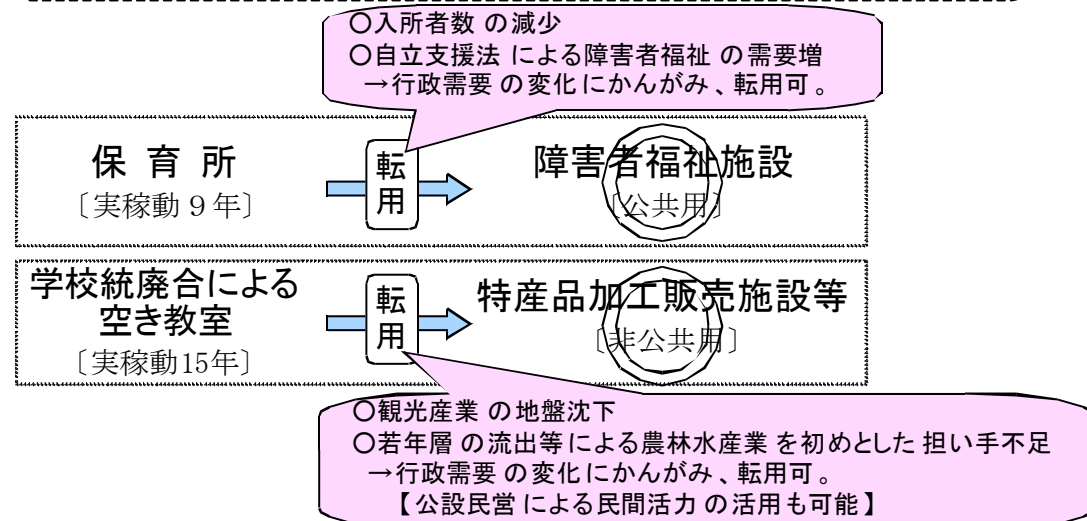 〇入所者数の減少
〇自立支援法による障害者福祉の需要増
→行政需要の変化にかんがみ、転用可。
保育所
〔実稼動９年〕
転用
障害者福祉施設
〔公共用〕
学校統廃合による
空き教室
〔実稼動15年〕
転用
特産品加工販売施設等
〔非公共用〕
〇観光産業の地盤沈下
〇若年層の流出等による農林水産業を初めとした担い手不足
→行政需要の変化にかんがみ、転用可。
【公設民営による民間活力の活用も可能】